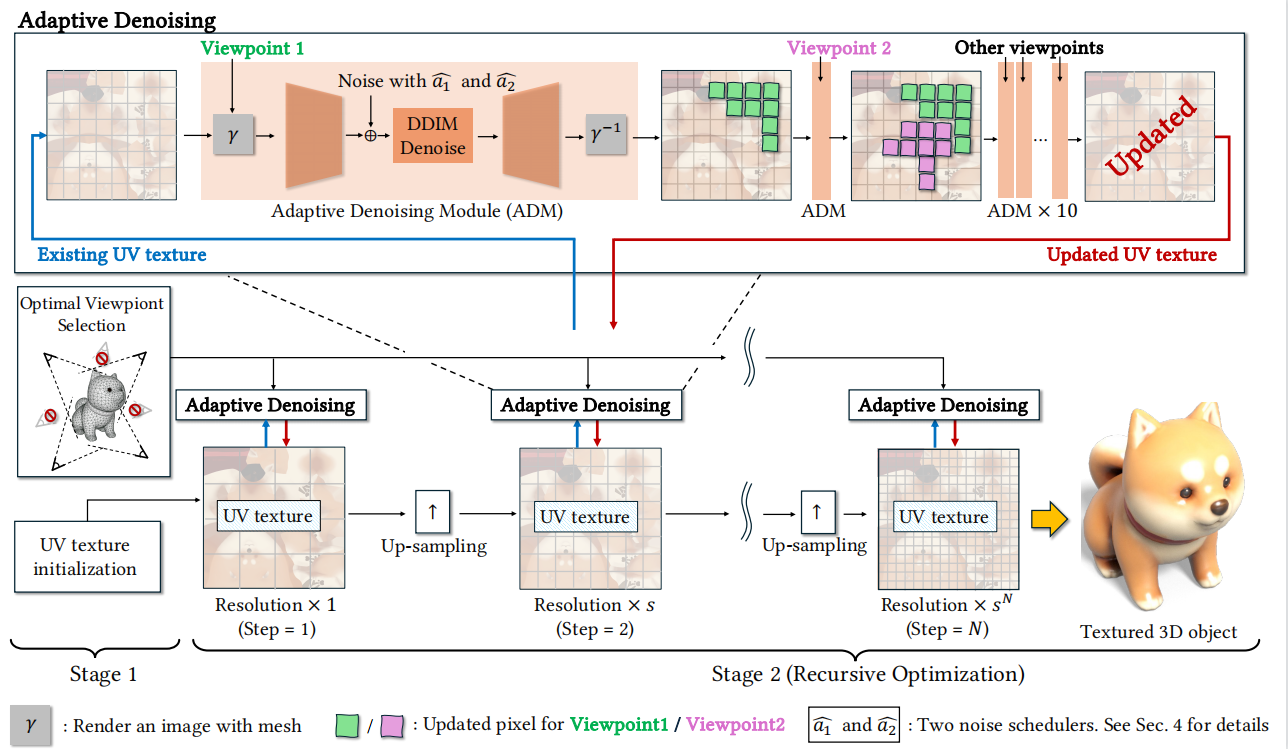 Adaptive Denoising
Viewpoint 1
Viewpoint 2
Other viewpoints
Noise with \(\widehat{a_1}\) and \(\widehat{a_2}\)
γ
⊕
DDIM
Denoise
γ⁻¹
...
Updated
Adaptive Denoising Module (ADM)
ADM
ADM × 10
Existing UV texture
Updated UV texture
Optimal Viewpiont
Selection
Adaptive Denoising
Adaptive Denoising
Adaptive Denoising
UV texture
initialization
UV texture
↑
Up-sampling
UV texture
↑
Up-sampling
UV texture
Resolution × 1
(Step = 1)
Resolution × s
(Step = 2)
Resolution × sᴺ
(Step = N)
Textured 3D object
Stage 1
Stage 2 (Recursive Optimization)
γ : Render an image with mesh
/ : Updated pixel for Viewpoint1 / Viewpoint2
\(\widehat{a_1}\) and \(\widehat{a_2}\) : Two noise schedulers. See Sec. 4 for details